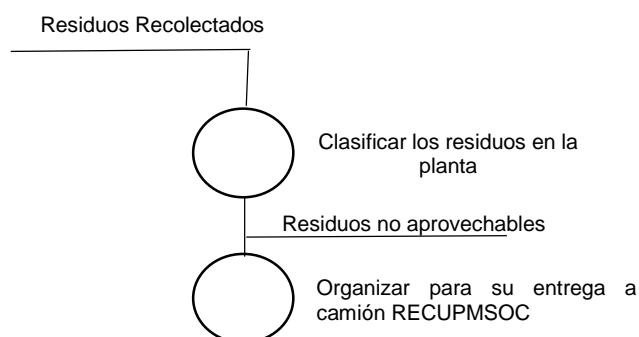 Residuos Recolectados
Clasificar los residuos en la
planta
Residuos no aprovechables
Organizar para su entrega a
camión RECUPMSOC